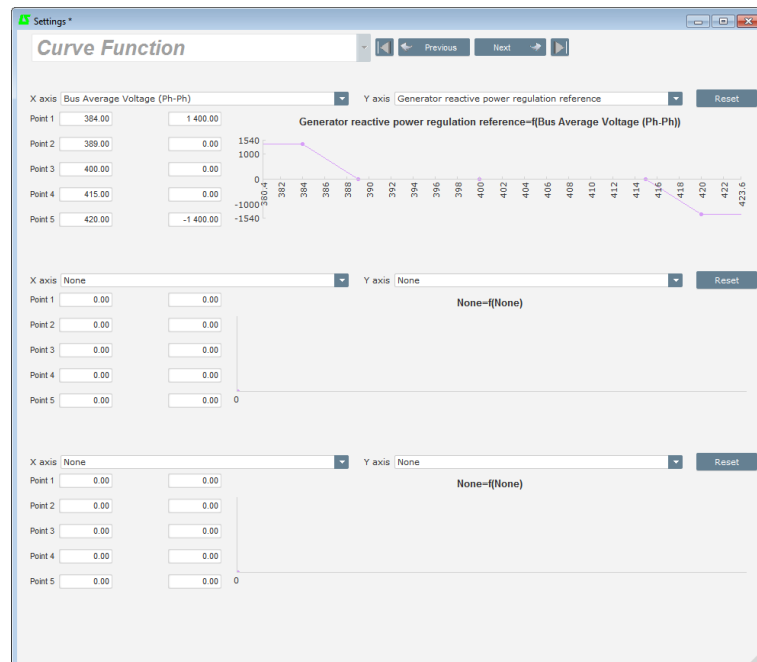 Settings *
Curve Function
Previous
Next
X axis Bus Average Voltage (Ph-Ph)
Y axis Generator reactive power regulation reference
Reset
Point 1 384.00 1 400.00
Point 2 389.00 0.00
Point 3 400.00 0.00
Point 4 415.00 0.00
Point 5 420.00 -1 400.00
Generator reactive power regulation reference=f(Bus Average Voltage (Ph-Ph))
1540
1000
0
-1000
-1540
380.4 382 384 386 388 390 392 394 396 398 400 402 404 406 408 410 412 414 416 418 420 422 423.6
X axis None
Y axis None
Reset
Point 1 0.00 0.00
Point 2 0.00 0.00
Point 3 0.00 0.00
Point 4 0.00 0.00
Point 5 0.00 0.00
None=f(None)
0
X axis None
Y axis None
Reset
Point 1 0.00 0.00
Point 2 0.00 0.00
Point 3 0.00 0.00
Point 4 0.00 0.00
Point 5 0.00 0.00
None=f(None)
0